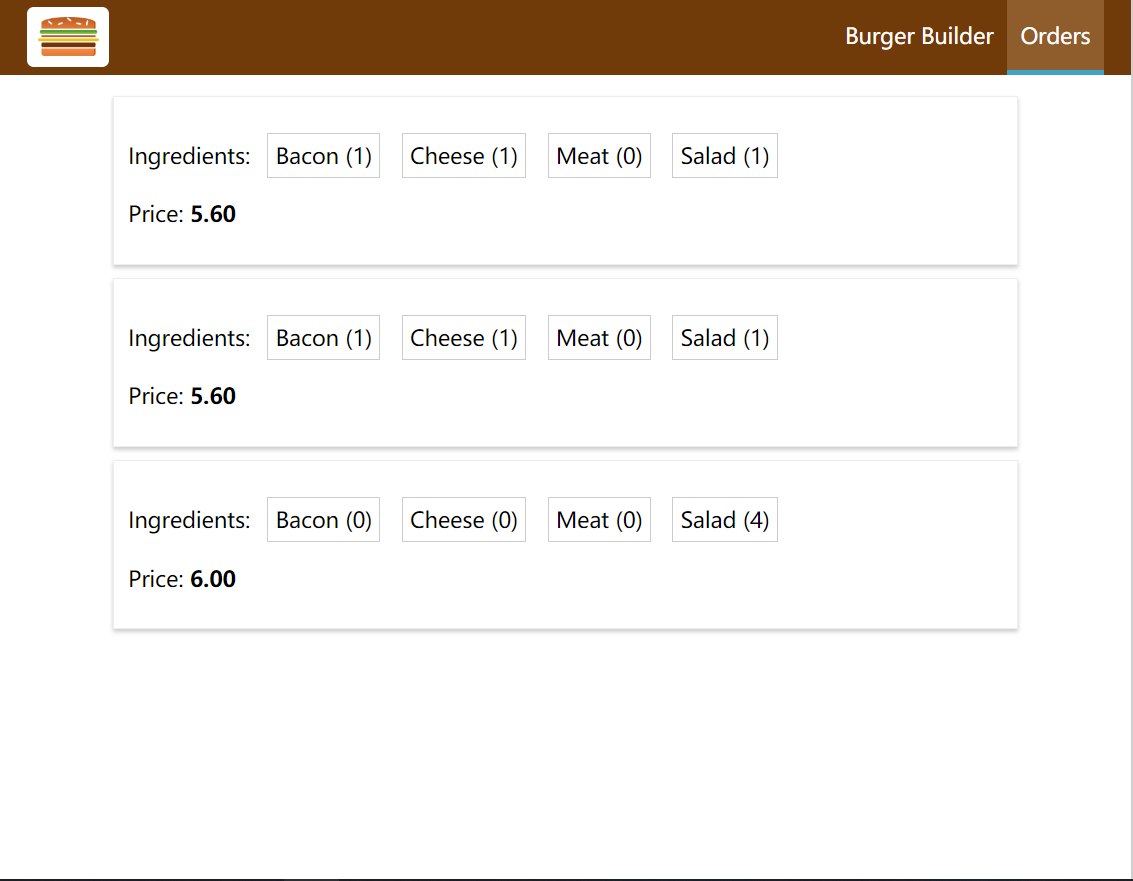 Burger Builder Orders
Ingredients: Bacon (1) Cheese (1) Meat (0) Salad (1)
Price: 5.60
Ingredients: Bacon (1) Cheese (1) Meat (0) Salad (1)
Price: 5.60
Ingredients: Bacon (0) Cheese (0) Meat (0) Salad (4)
Price: 6.00